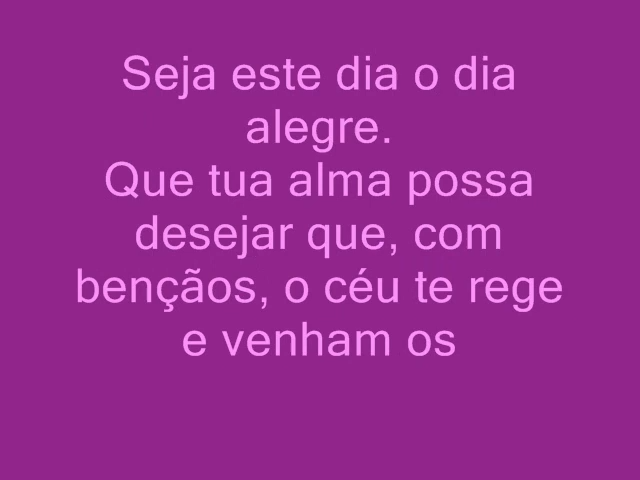 Seja este dia o dia
alegre.
Que tua alma possa
desejar que, com
bençãos, o céu te rege
e venham os